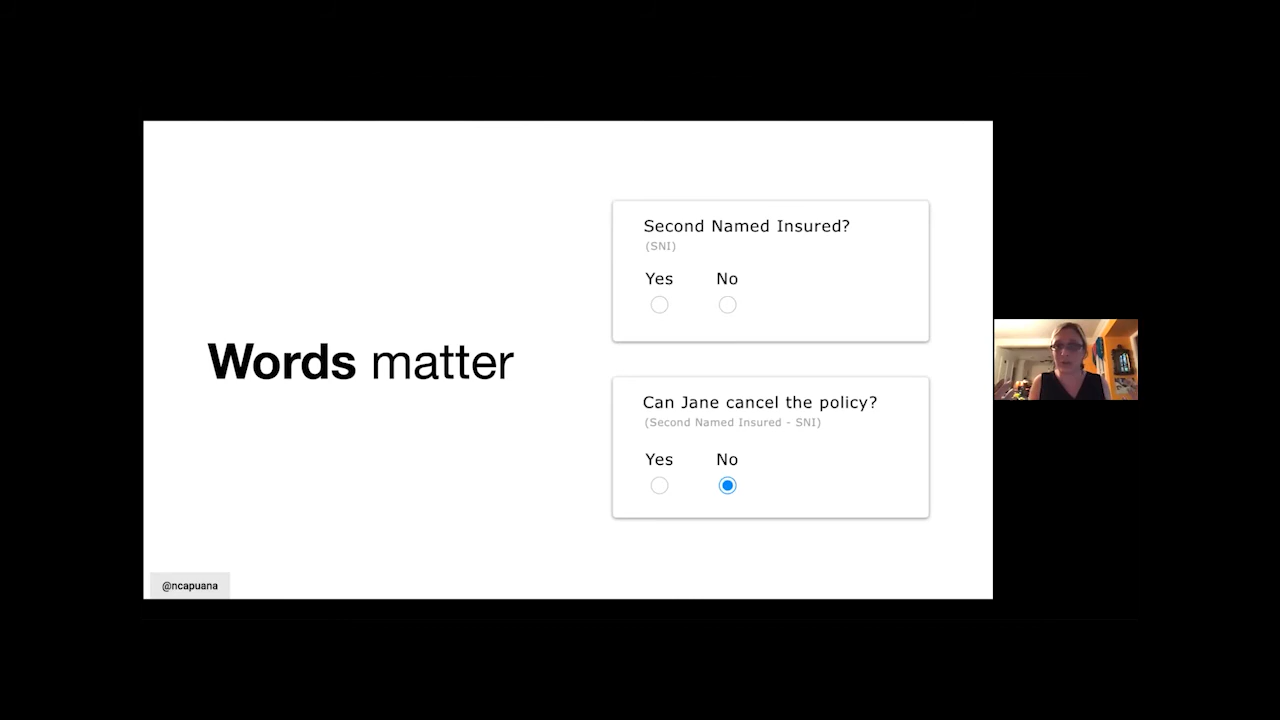 Words matter
Second Named Insured?
(SNI)
Yes No
Can Jane cancel the policy?
(Second Named Insured - SNI)
Yes No
@ncapuana